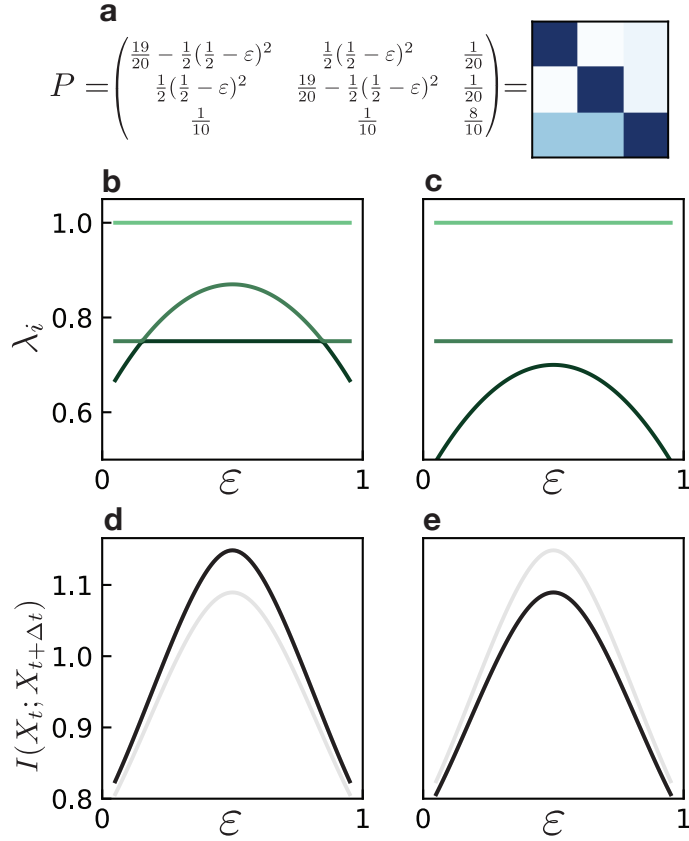 a
P = ( 19/20 − 1/2(1/2 − ε)² 1/2(1/2 − ε)² 1/20
1/2(1/2 − ε)² 19/20 − 1/2(1/2 − ε)² 1/20
1/10 1/10 8/10 ) =
b c
1.0
0.8
0.6
λᵢ
0 ε 1 0 ε 1
d e
1.1
1.0
0.9
0.8
I(Xₜ; Xₜ₊Δₜ)
0 ε 1 0 ε 1